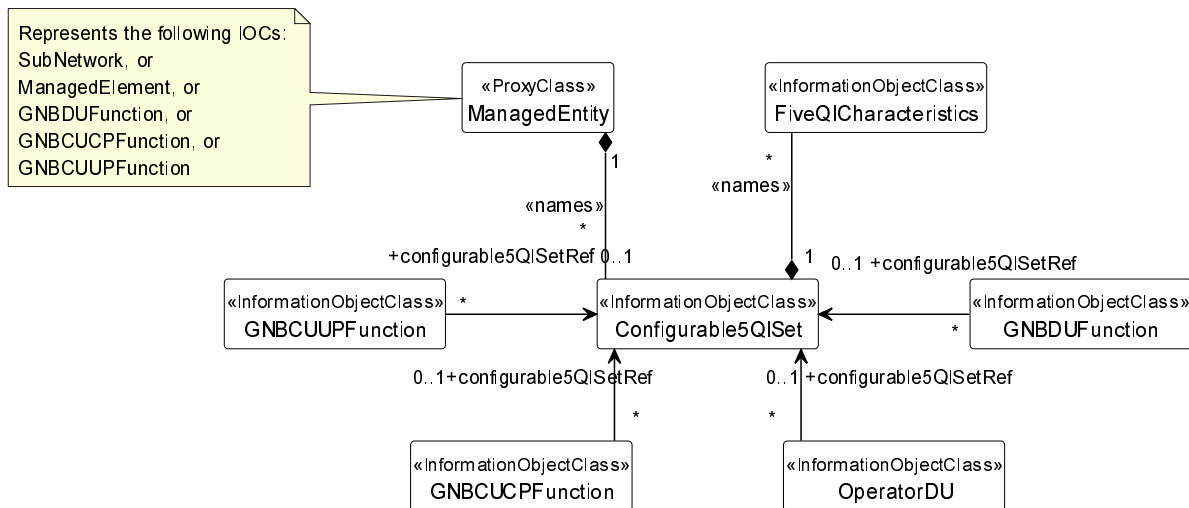 Represents the following IOCs:
SubNetwork, or
ManagedElement, or
GNBDUFunction, or
GNBCUCPFunction, or
GNBCUUPFunction
«ProxyClass»
ManagedEntity
«InformationObjectClass»
FiveQICharacteristics
1
*
«names»
«names»
*
+configurable5QISetRef 0..1
1
0..1 +configurable5QISetRef
«InformationObjectClass»
GNBCUUPFunction
*
«InformationObjectClass»
Configurable5QISet
*
«InformationObjectClass»
GNBDUFunction
0..1+configurable5QISetRef
0..1 +configurable5QISetRef
*
*
«InformationObjectClass»
GNBCUCPFunction
«InformationObjectClass»
OperatorDU